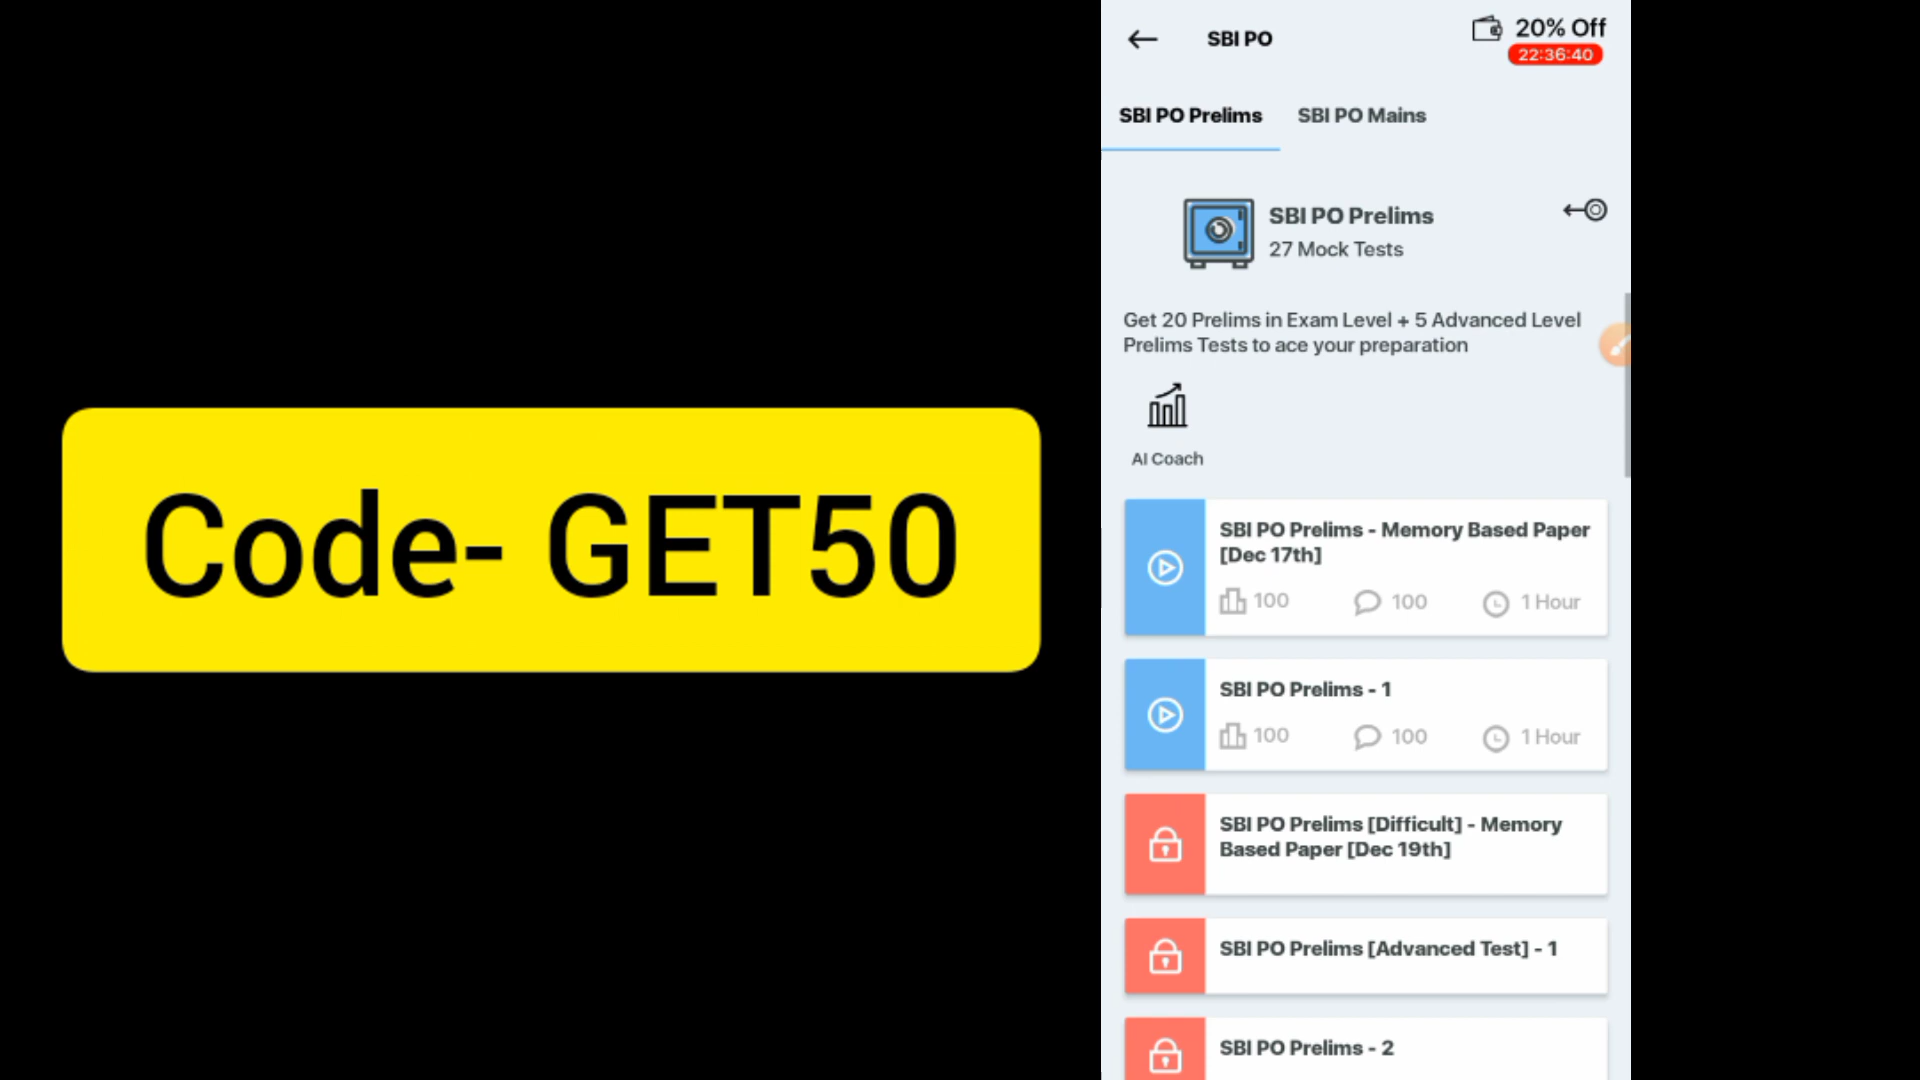 Code- GET50
SBI PO
20% Off
22:36:40
SBI PO Prelims
SBI PO Mains
SBI PO Prelims
27 Mock Tests
Get 20 Prelims in Exam Level + 5 Advanced Level
Prelims Tests to ace your preparation
AI Coach
SBI PO Prelims - Memory Based Paper
[Dec 17th]
100 100 1 Hour
SBI PO Prelims - 1
100 100 1 Hour
SBI PO Prelims [Difficult] - Memory
Based Paper [Dec 19th]
SBI PO Prelims [Advanced Test] - 1
SBI PO Prelims - 2